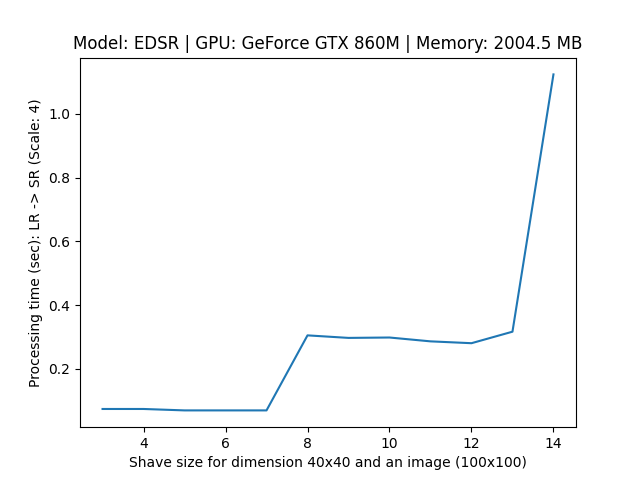 Model: EDSR | GPU: GeForce GTX 860M | Memory: 2004.5 MB
Processing time (sec): LR -> SR (Scale: 4)
1.0
0.8
0.6
0.4
0.2
4 6 8 10 12 14
Shave size for dimension 40x40 and an image (100x100)